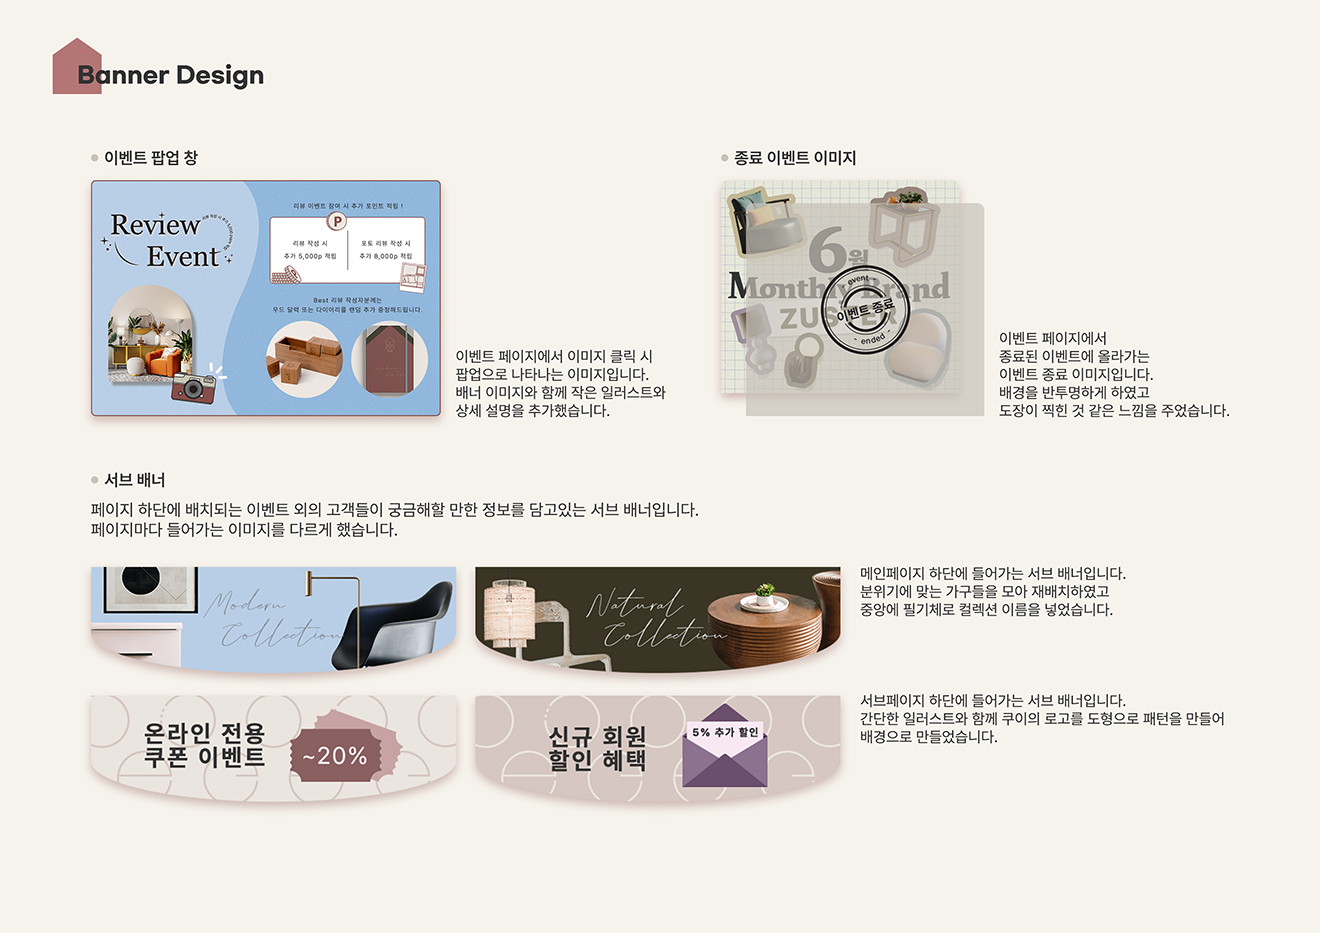 Banner Design
이벤트 팝업 창
Review
Event
리뷰 이벤트 참여 시 추가 포인트 적립 !
P
리뷰 작성 시
추가 5,000p 적립
포토 리뷰 작성 시
추가 8,000p 적립
Best 리뷰 작성자분께는
우드 달력 또는 다이어리를 랜덤 추가 증정해드립니다.
이벤트 페이지에서 이미지 클릭 시
팝업으로 나타나는 이미지입니다.
배너 이미지와 함께 작은 일러스트와
상세 설명을 추가했습니다.
종료 이벤트 이미지
6월
Monthly Brand
event
이벤트 종료
- ended -
이벤트 페이지에서
종료된 이벤트에 올라가는
이벤트 종료 이미지입니다.
배경을 반투명하게 하였고
도장이 찍힌 것 같은 느낌을 주었습니다.
서브 배너
페이지 하단에 배치되는 이벤트 외의 고객들이 궁금해할 만한 정보를 담고있는 서브 배너입니다.
페이지마다 들어가는 이미지를 다르게 했습니다.
Modern
Collection
Natural
Collection
메인페이지 하단에 들어가는 서브 배너입니다.
분위기에 맞는 가구들을 모아 재배치하였고
중앙에 필기체로 컬렉션 이름을 넣었습니다.
온라인 전용
쿠폰 이벤트
~20%
신규 회원
할인 혜택
5% 추가 할인
서브페이지 하단에 들어가는 서브 배너입니다.
간단한 일러스트와 함께 쿠이의 로고를 도형으로 패턴을 만들어
배경으로 만들었습니다.